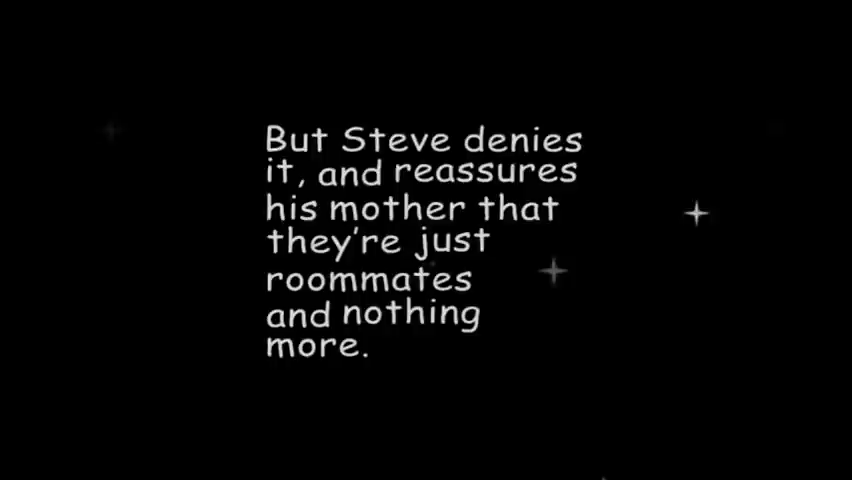 But Steve denies
it, and reassures
his mother that
they're just
roommates
and nothing
more.